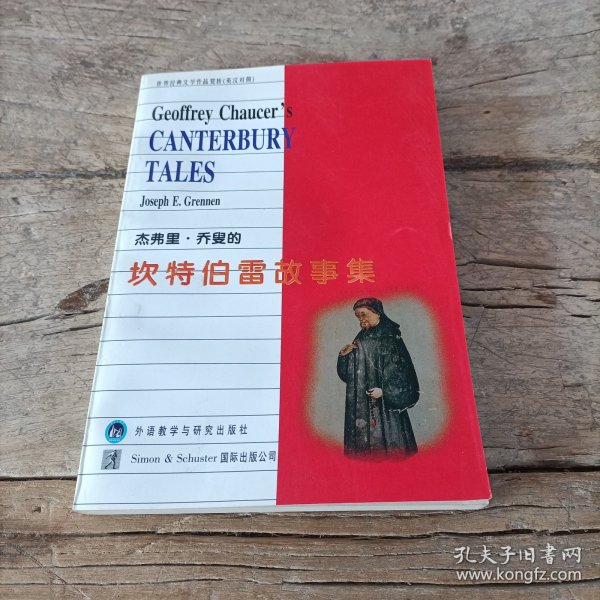 世界经典文学作品赏析(英汉对照)
Geoffrey Chaucer's
CANTERBURY
TALES
Joseph E. Grennen
杰弗里·乔叟的
坎特伯雷故事集
外语教学与研究出版社
Simon & Schuster 国际出版公司
孔夫子旧书网
www.kongfz.com